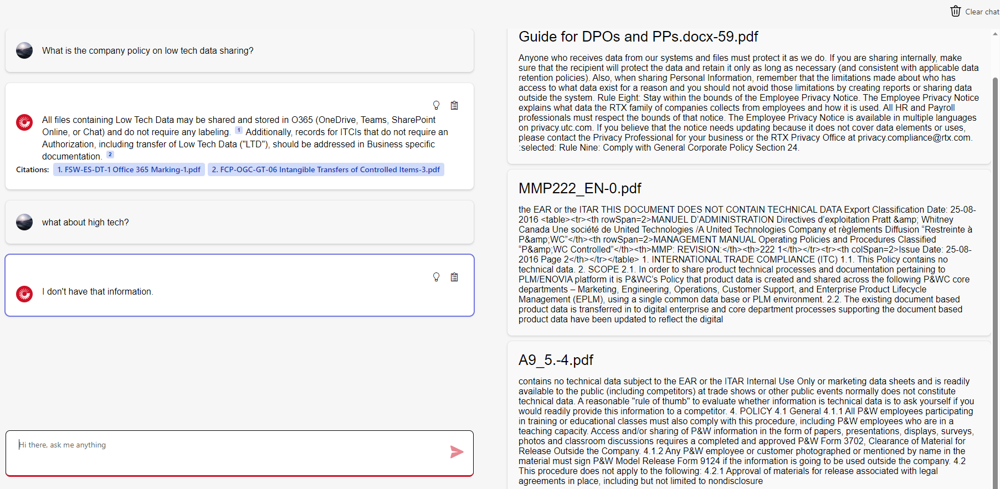 Clear chat
What is the company policy on low tech data sharing?
All files containing Low Tech Data may be shared and stored in O365 (OneDrive, Teams, SharePoint
Online, or Chat) and do not require any labeling. 1 Additionally, records for ITCIs that do not require an
Authorization, including transfer of Low Tech Data ("LTD"), should be addressed in Business specific
documentation. 2
Citations: 1. FSW-ES-DT-1 Office 365 Marking-1.pdf 2. FCP-OGC-GT-06 Intangible Transfers of Controlled Items-3.pdf
what about high tech?
I don't have that information.
Hi there, ask me anything
Guide for DPOs and PPs.docx-59.pdf
Anyone who receives data from our systems and files must protect it as we do. If you are sharing internally, make
sure that the recipient will protect the data and retain it only as long as necessary (and consistent with applicable data
retention policies). Also, when sharing Personal Information, remember that the limitations made about who has
access to what data exist for a reason and you should not avoid those limitations by creating reports or sharing data
outside the system. Rule Eight: Stay within the bounds of the Employee Privacy Notice. The Employee Privacy Notice
explains what data the RTX family of companies collects from employees and how it is used. All HR and Payroll
professionals must respect the bounds of that notice. The Employee Privacy Notice is available in multiple languages
on privacy.utc.com. If you believe that the notice needs updating because it does not cover data elements or uses,
please contact the Privacy Professional for your business or the RTX Privacy Office at privacy.compliance@rtx.com.
:selected: Rule Nine: Comply with General Corporate Policy Section 24.
MMP222_EN-0.pdf
the EAR or the ITAR THIS DOCUMENT DOES NOT CONTAIN TECHNICAL DATA Export Classification Date: 25-08-
2016 <table><tr><th rowSpan=2>MANUEL D'ADMINISTRATION Directives d'exploitation Pratt &amp; Whitney
Canada Une société de United Technologies /A United Technologies Company et règlements Diffusion “Restreinte à
P&amp;WC”</th><th rowSpan=2>MANAGEMENT MANUAL Operating Policies and Procedures Classified
“P&amp;WC Controlled”</th><th>MMP: REVISION:</th><th>222 1</th></tr><tr><th colSpan=2>Issue Date: 25-08-
2016 Page 2</th></tr></table> 1. INTERNATIONAL TRADE COMPLIANCE (ITC) 1.1. This Policy contains no
technical data. 2. SCOPE 2.1. In order to share product technical processes and documentation pertaining to
PLM/ENOVIA platform it is P&WC's Policy that product data is created and shared across the following P&WC core
departments – Marketing, Engineering, Operations, Customer Support, and Enterprise Product Lifecycle
Management (EPLM), using a single common data base or PLM environment. 2.2. The existing document based
product data is transferred in to digital enterprise and core department processes supporting the document based
product data have been updated to reflect the digital
A9_5.-4.pdf
contains no technical data subject to the EAR or the ITAR Internal Use Only or marketing data sheets and is readily
available to the public (including competitors) at trade shows or other public events normally does not constitute
technical data. A reasonable "rule of thumb" to evaluate whether information is technical data is to ask yourself if you
would readily provide this information to a competitor. 4. POLICY 4.1 General 4.1.1 All P&W employees participating
in training or educational classes must also comply with this procedure, including P&W employees who are in a
teaching capacity. Access and/or sharing of P&W information in the form of papers, presentations, displays, surveys,
photos and classroom discussions requires a completed and approved P&W Form 3702, Clearance of Material for
Release Outside the Company. 4.1.2 Any P&W employee or customer photographed or mentioned by name in the
material must sign P&W Model Release Form 9124 if the information is going to be used outside the company. 4.2
This procedure does not apply to the following: 4.2.1 Approval of materials for release associated with legal
agreements in place, including but not limited to nondisclosure